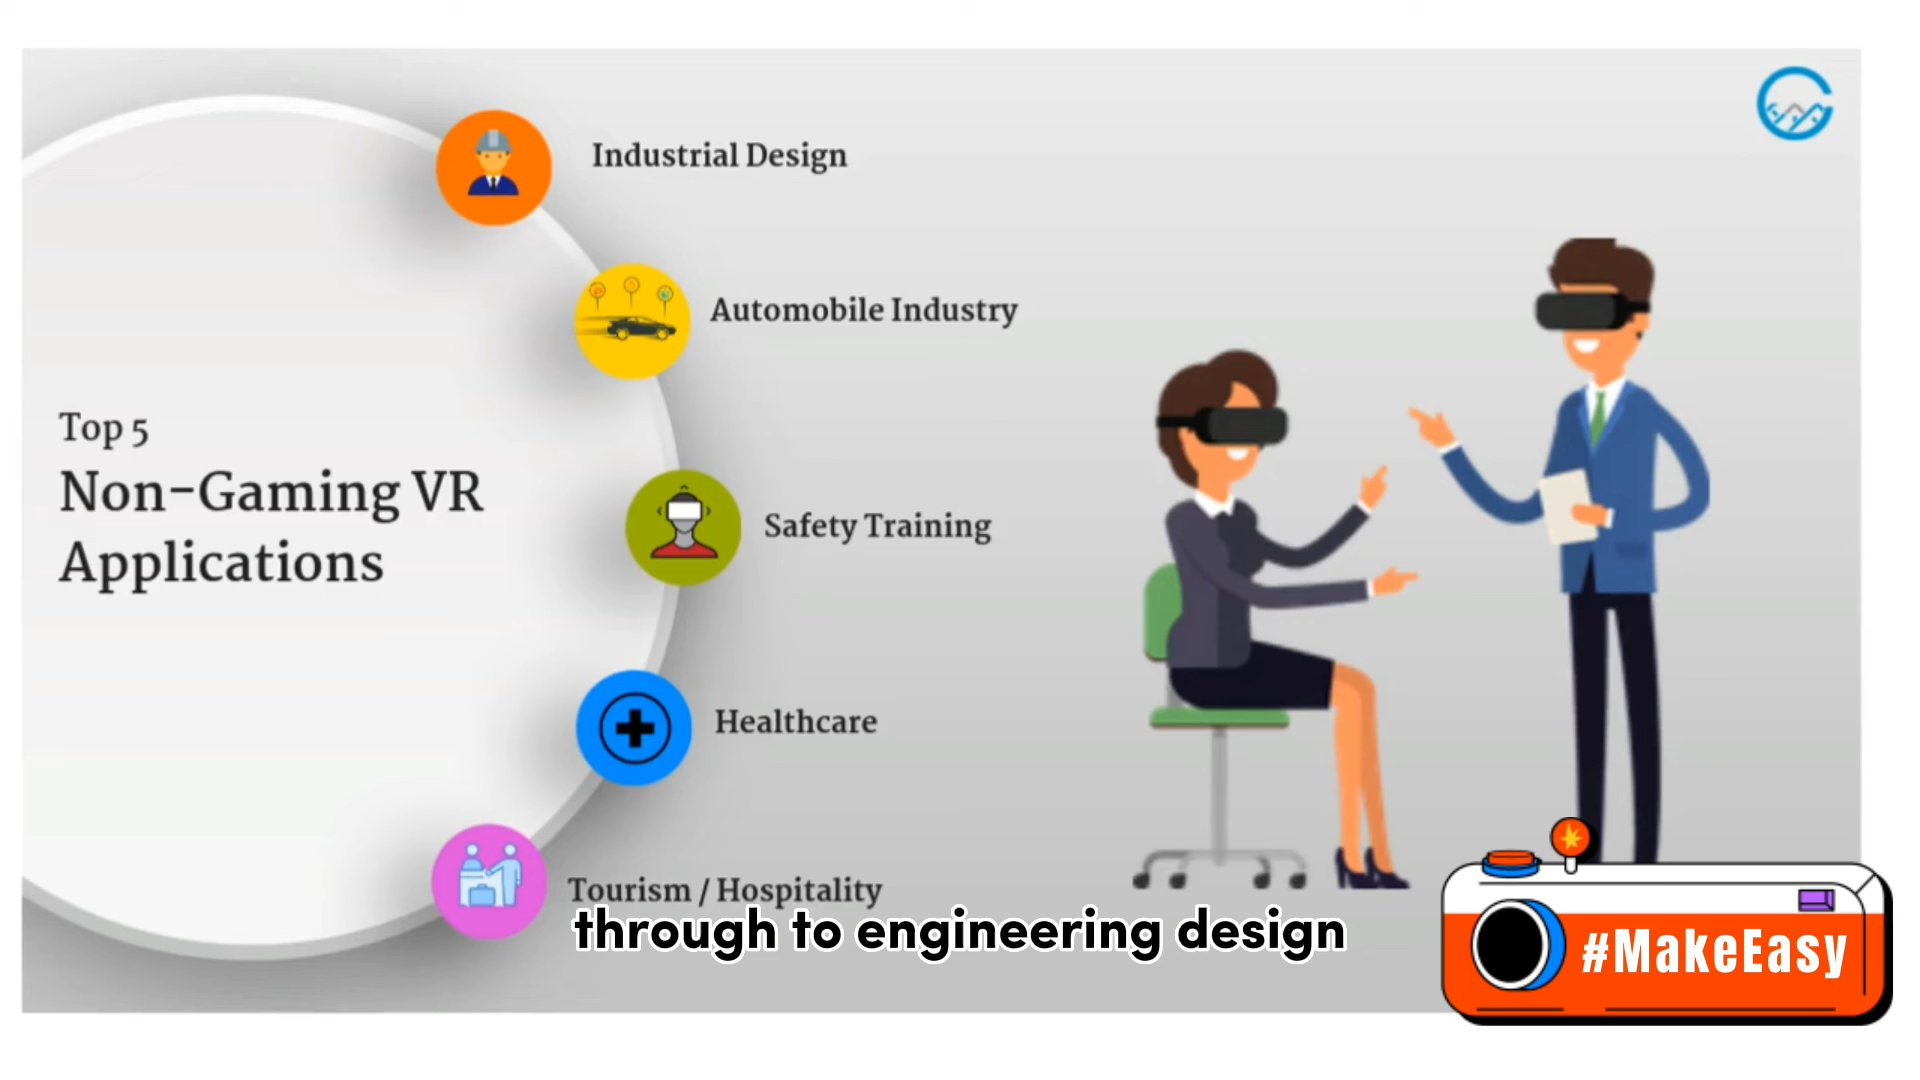 Top 5
Non-Gaming VR
Applications
Industrial Design
Automobile Industry
Safety Training
Healthcare
Tourism / Hospitality
through to engineering design
#MakeEasy